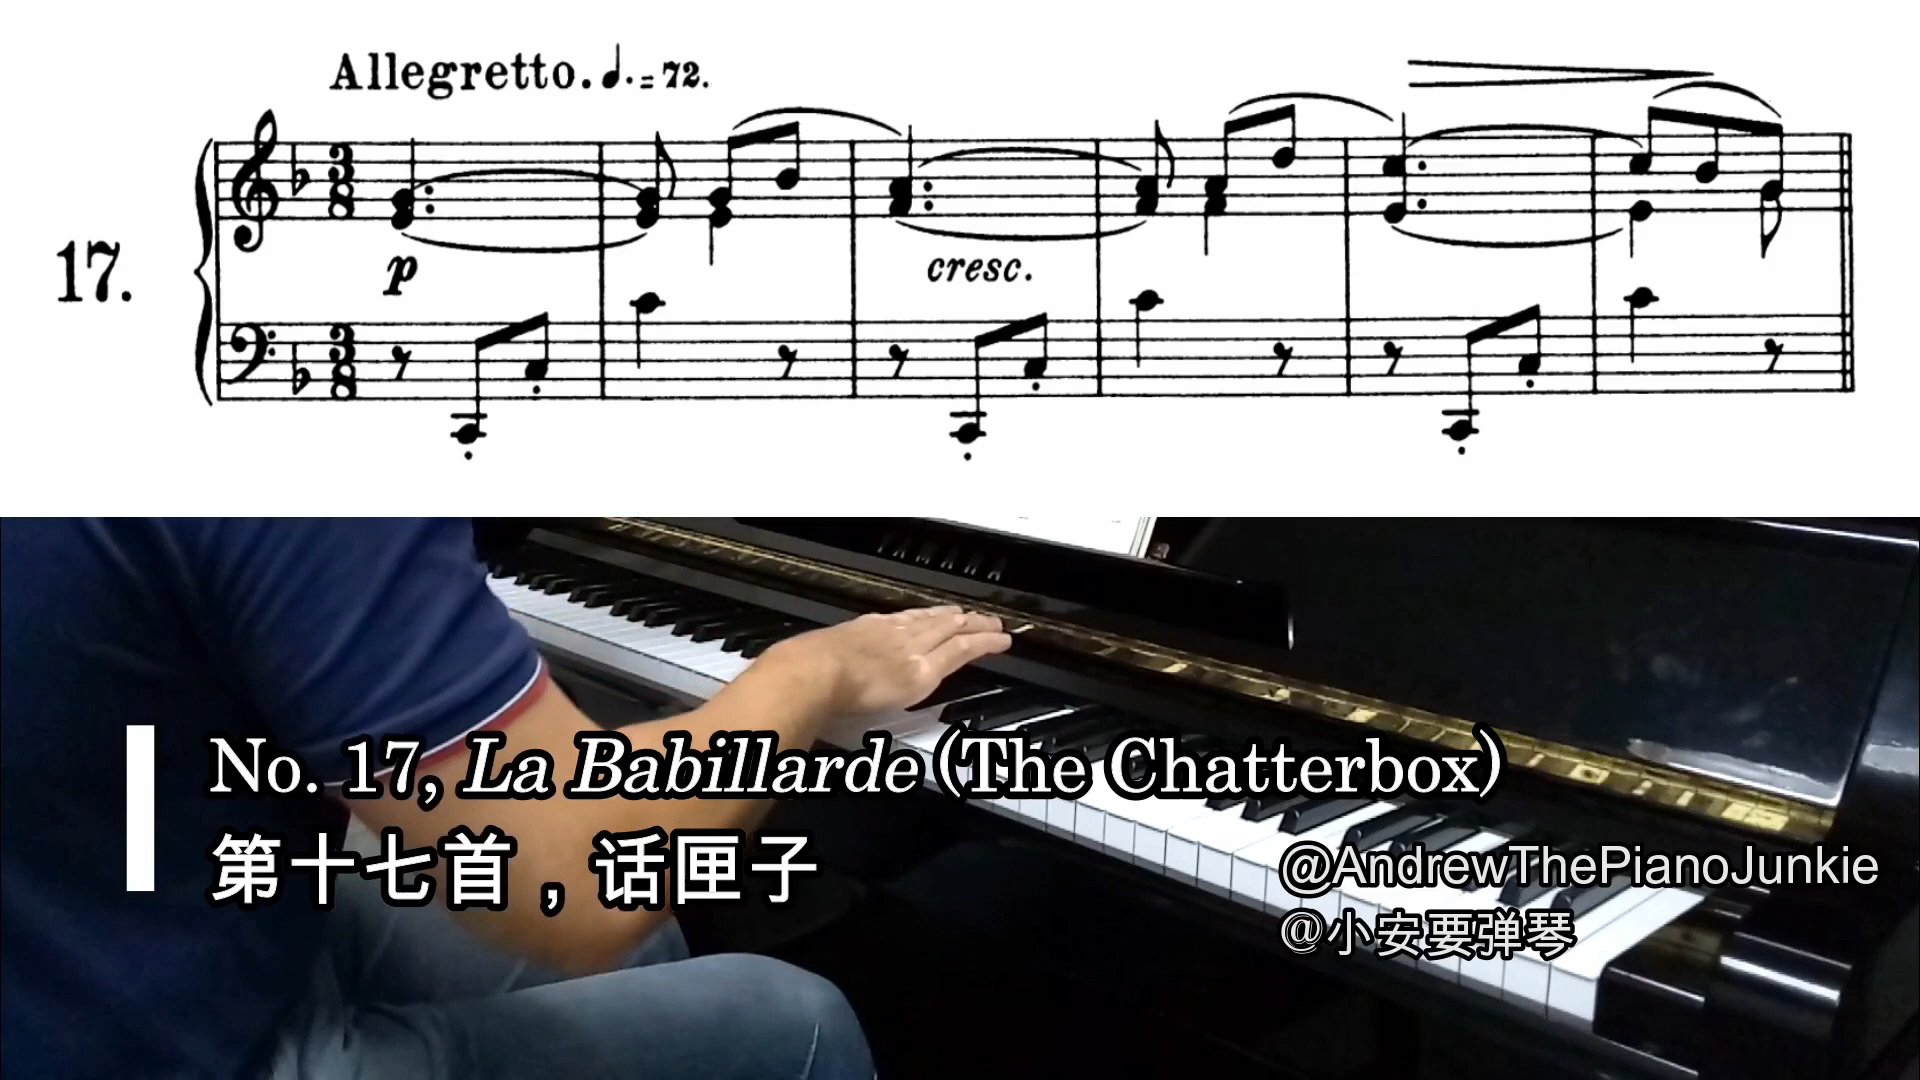 Allegretto. ♩. = 72.
17.
p
cresc.
YAMAHA
No. 17, La Babillarde (The Chatterbox)
第十七首，话匣子
@AndrewThePianoJunkie
@小安要弹琴